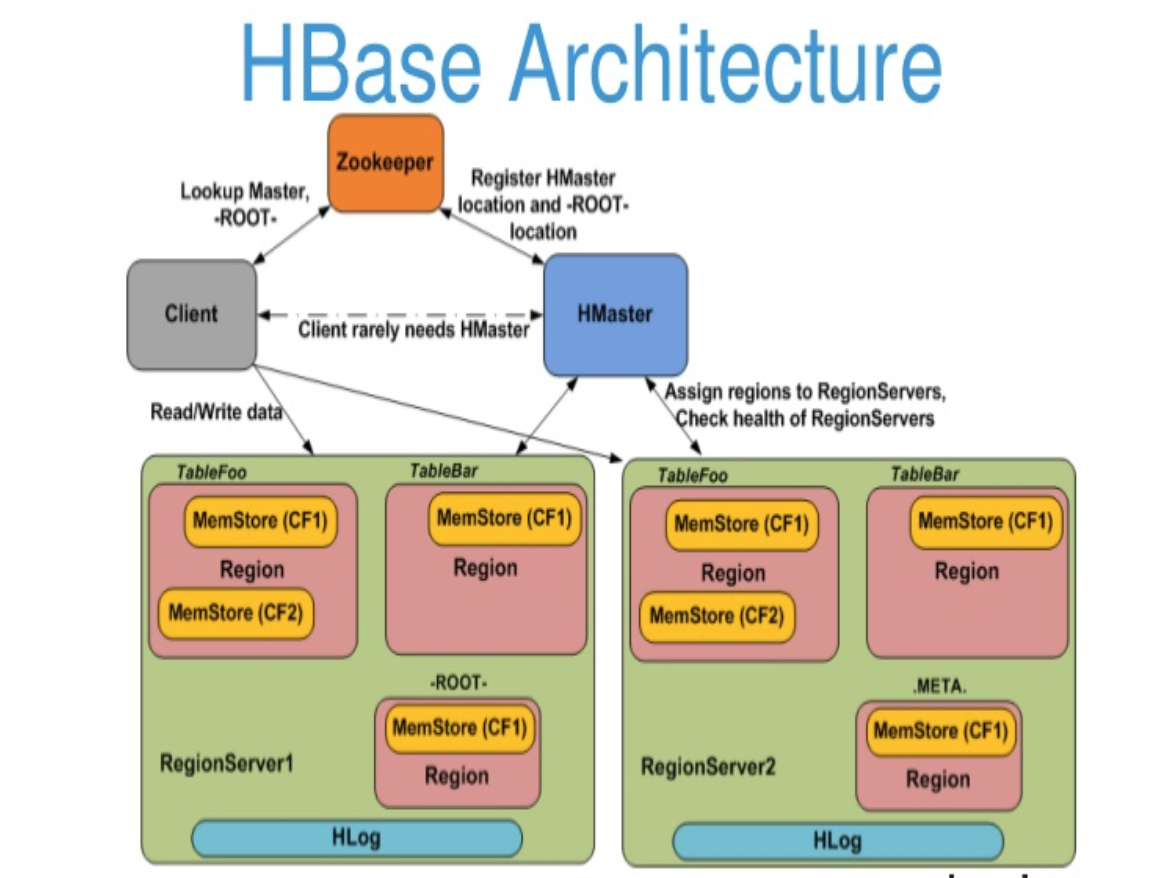 HBase Architecture
Zookeeper
Lookup Master,
-ROOT-
Register HMaster
location and -ROOT-
location
Client
HMaster
Client rarely needs HMaster
Read/Write data
Assign regions to RegionServers,
Check health of RegionServers
TableFoo
TableBar
MemStore (CF1)
MemStore (CF1)
Region
Region
MemStore (CF2)
-ROOT-
MemStore (CF1)
Region
RegionServer1
HLog
TableFoo
TableBar
MemStore (CF1)
MemStore (CF1)
Region
Region
MemStore (CF2)
.META.
MemStore (CF1)
Region
RegionServer2
HLog